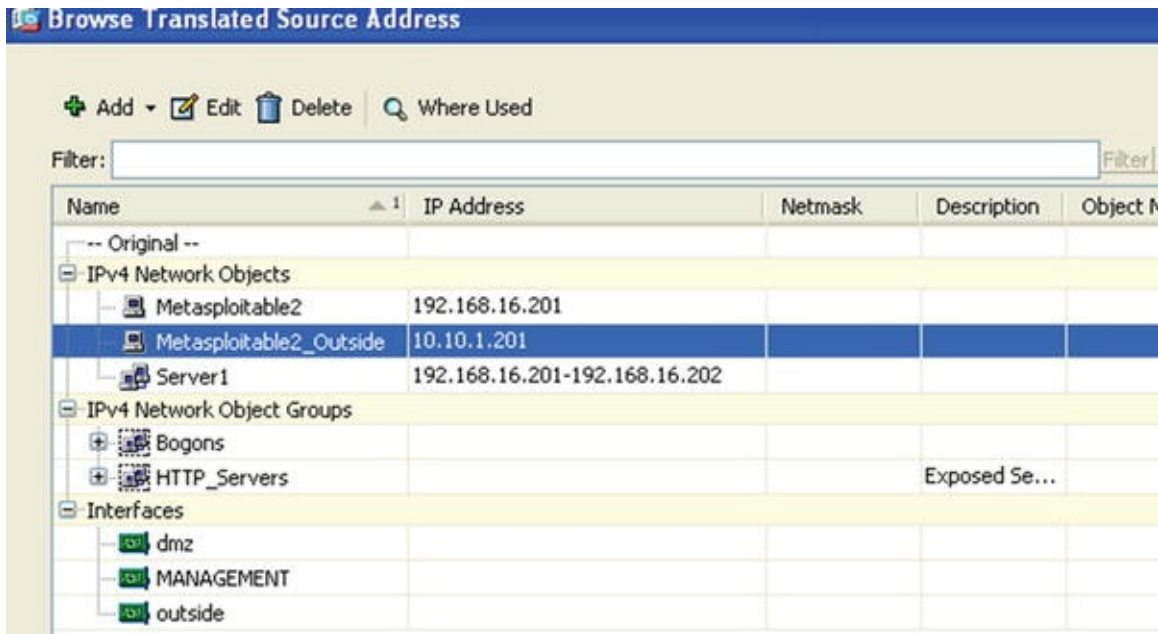 Browse Translated Source Address
Add Edit Delete Where Used
Filter: Filter
Name 1 IP Address Netmask Description Object
-- Original --
IPv4 Network Objects
Metasploitable2 192.168.16.201
Metasploitable2_Outside 10.10.1.201
Server1 192.168.16.201-192.168.16.202
IPv4 Network Object Groups
Bogons
HTTP_Servers Exposed Se...
Interfaces
dmz
MANAGEMENT
outside